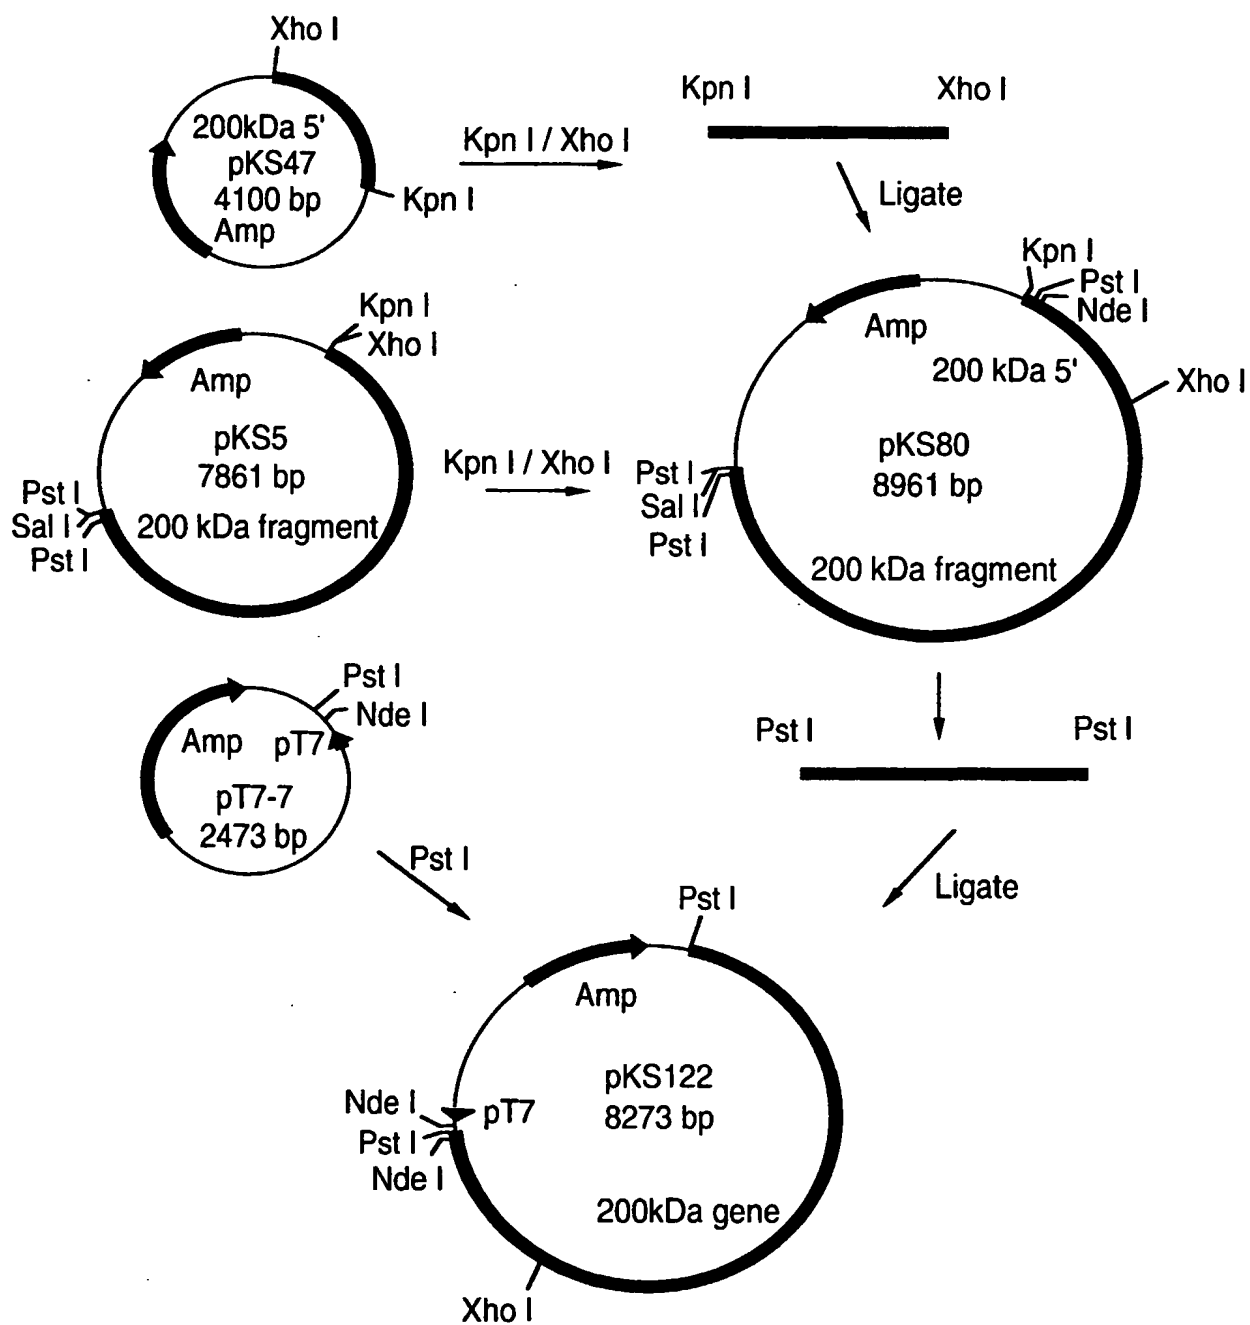 Xho I
200kDa 5'
pKS47
4100 bp
Amp
Kpn I
Kpn I / Xho I
Kpn I
Xho I
Ligate
Kpn I
Xho I
Amp
pKS5
7861 bp
Pst I
Sal I
Pst I
200 kDa fragment
Kpn I / Xho I
Kpn I
Pst I
Nde I
Amp
200 kDa 5'
Xho I
pKS80
8961 bp
Pst I
Sal I
Pst I
200 kDa fragment
Pst I
Nde I
Amp
pT7
pT7-7
2473 bp
Pst I
Pst I
Pst I
Ligate
Pst I
Amp
pKS122
8273 bp
Nde I
pT7
Pst I
Nde I
200kDa gene
Xho I